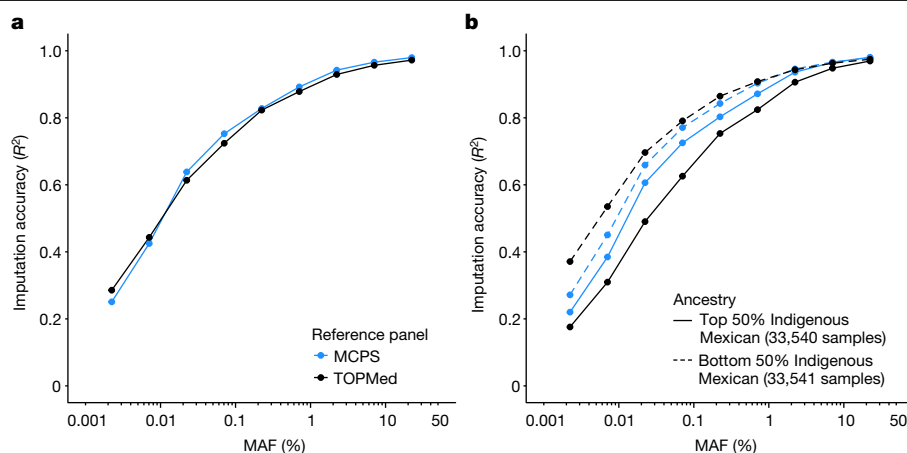 a
Imputation accuracy (R²)
1.0
0.8
0.6
0.4
0.2
0
0.001
0.01
0.1
1
10
50
MAF (%)
Reference panel
MCPS
TOPMed
b
Imputation accuracy (R²)
1.0
0.8
0.6
0.4
0.2
0
0.001
0.01
0.1
1
10
50
MAF (%)
Ancestry
Top 50% Indigenous
Mexican (33,540 samples)
Bottom 50% Indigenous
Mexican (33,541 samples)